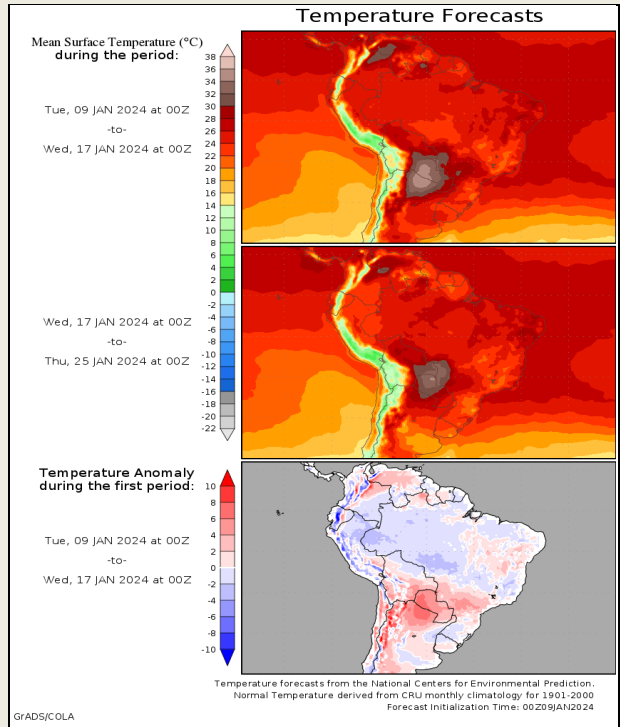 Temperature Forecasts
Mean Surface Temperature (°C)
during the period:
Tue, 09 JAN 2024 at 00Z
-to-
Wed, 17 JAN 2024 at 00Z
38
36
34
32
30
28
26
24
22
20
18
16
14
12
10
8
6
4
2
0
-2
-4
-6
-8
-10
-12
-14
-16
-18
-20
-22
Wed, 17 JAN 2024 at 00Z
-to-
Thu, 25 JAN 2024 at 00Z
Temperature Anomaly
during the first period:
Tue, 09 JAN 2024 at 00Z
-to-
Wed, 17 JAN 2024 at 00Z
10
8
6
4
2
0
-2
-4
-6
-8
-10
Temperature forecasts from the National Centers for Environmental Prediction.
Normal Temperature derived from CRU monthly climatology for 1901-2000
Forecast Initialization Time: 00Z09JAN2024
GrADS/COLA